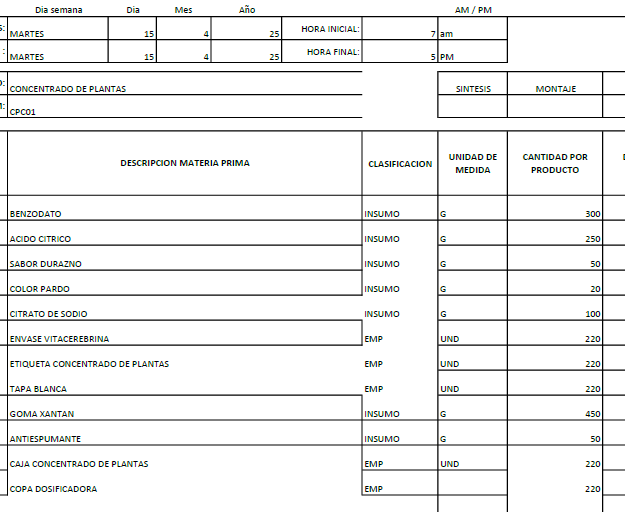 Dia semana Dia Mes Año AM / PM
S: MARTES 15 4 25 HORA INICIAL: 7 am
: MARTES 15 4 25 HORA FINAL: 5 PM
O: CONCENTRADO DE PLANTAS SINTESIS MONTAJE
M: CPC01
DESCRIPCION MATERIA PRIMA CLASIFICACION UNIDAD DE MEDIDA CANTIDAD POR PRODUCTO
BENZODATO INSUMO G 300
ACIDO CITRICO INSUMO G 250
SABOR DURAZNO INSUMO G 50
COLOR PARDO INSUMO G 20
CITRATO DE SODIO INSUMO G 100
ENVASE VITACEREBRINA EMP UND 220
ETIQUETA CONCENTRADO DE PLANTAS EMP UND 220
TAPA BLANCA EMP UND 220
GOMA XANTAN INSUMO G 450
ANTIESPUMANTE INSUMO G 50
CAJA CONCENTRADO DE PLANTAS EMP UND 220
COPA DOSIFICADORA EMP 220